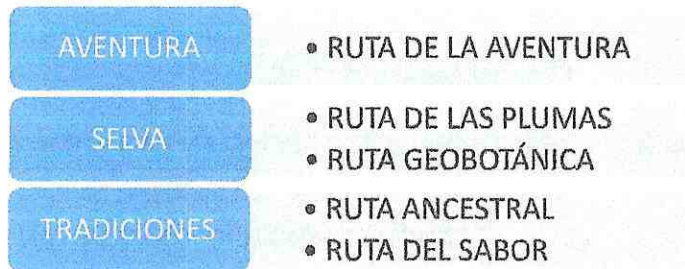 AVENTURA
• RUTA DE LA AVENTURA
SELVA
• RUTA DE LAS PLUMAS
• RUTA GEOBOTÁNICA
TRADICIONES
• RUTA ANCESTRAL
• RUTA DEL SABOR